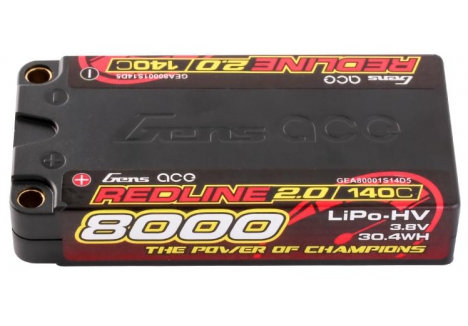 Gens ace
REDLINE 2.0 / 140C
GEA80001S14D5
Gens ace
GEA80001S14D5
Gens ace
REDLINE 2.0 / 140C
8000
LiPo-HV
3.8V
30.4WH
THE POWER OF CHAMPIONS